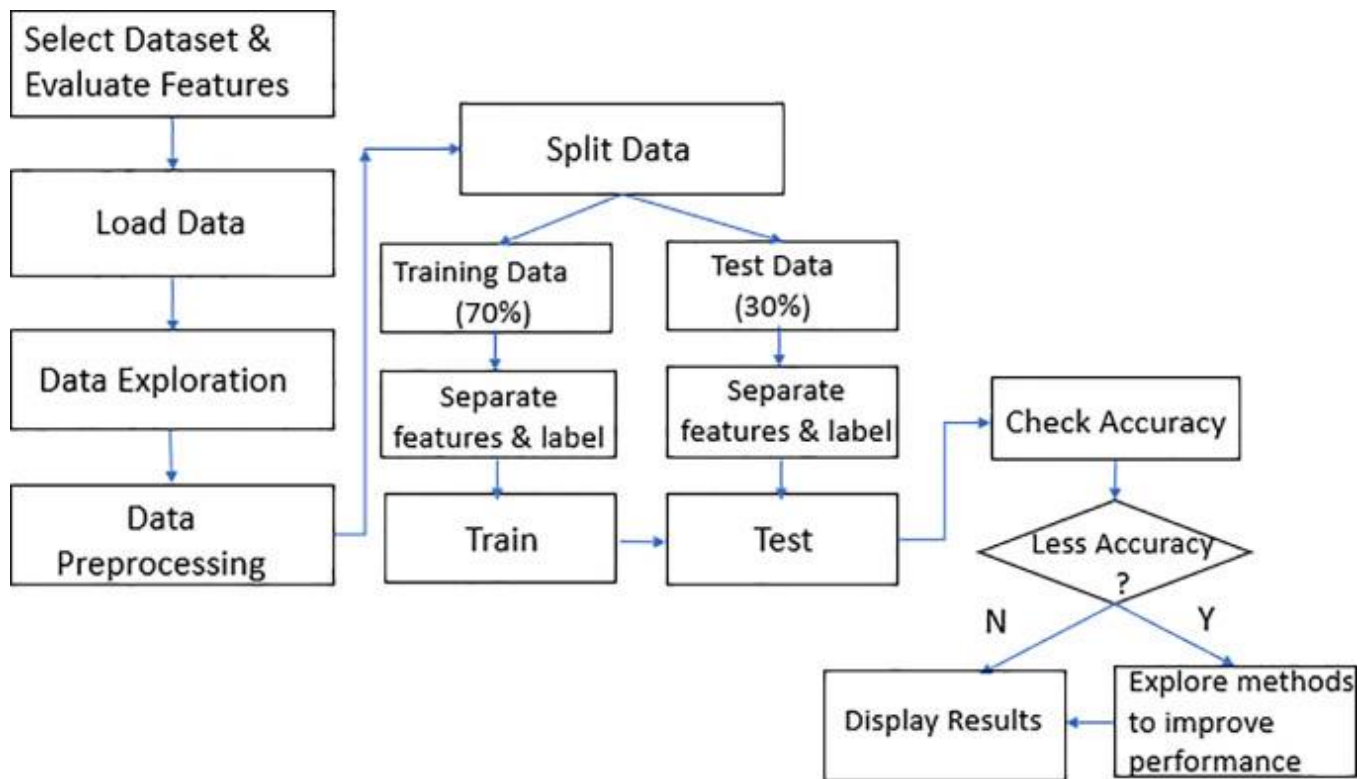 Select Dataset &
Evaluate Features
Load Data
Data Exploration
Data
Preprocessing
Split Data
Training Data
(70%)
Separate
features & label
Train
Test Data
(30%)
Separate
features & label
Test
Check Accuracy
Less Accuracy
?
N
Y
Display Results
Explore methods
to improve
performance